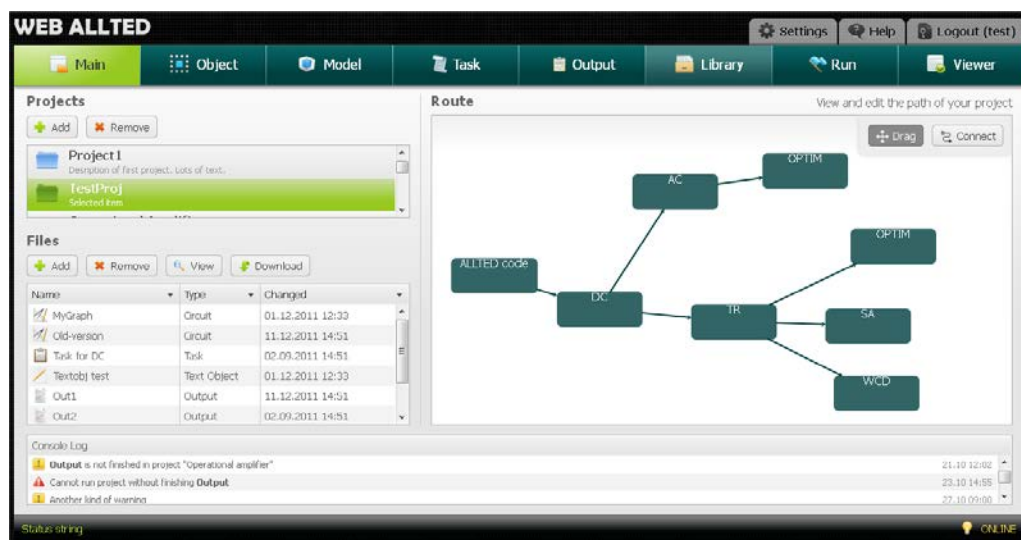 WEB ALLTED
Settings Help Logout (test)
Main Object Model Task Output Library Run Viewer
Projects
Add Remove
Project1
Desription of first project. Lots of text.
TestProj
Selected item
Files
Add Remove View Download
Name Type Changed
MyGraph Circuit 01.12.2011 12:33
Old-version Circuit 11.12.2011 14:51
Task for DC Task 02.09.2011 14:51
Textobj test Text Object 01.12.2011 12:33
Out1 Output 11.12.2011 14:51
Out2 Output 02.09.2011 14:51
Route View and edit the path of your project
Drag Connect
OPTIM
AC
OPTIM
ALLTED code
DC
TR
SA
WCD
Console Log
Output is not finished in project "Operational amplifier" 21.10 12:02
Cannot run project without finishing Output 23.10 14:55
Another kind of warning 27.10 09:00
Status string ONLINE